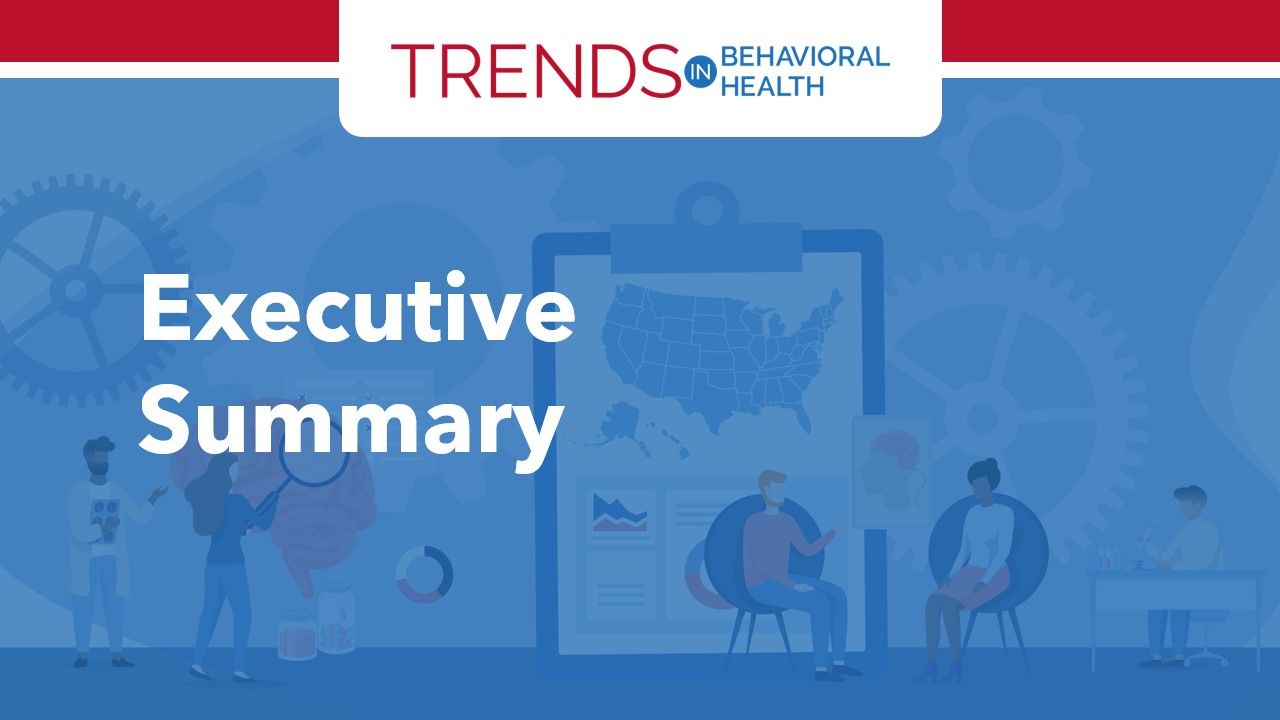 TRENDS IN BEHAVIORAL HEALTH
Executive
Summary